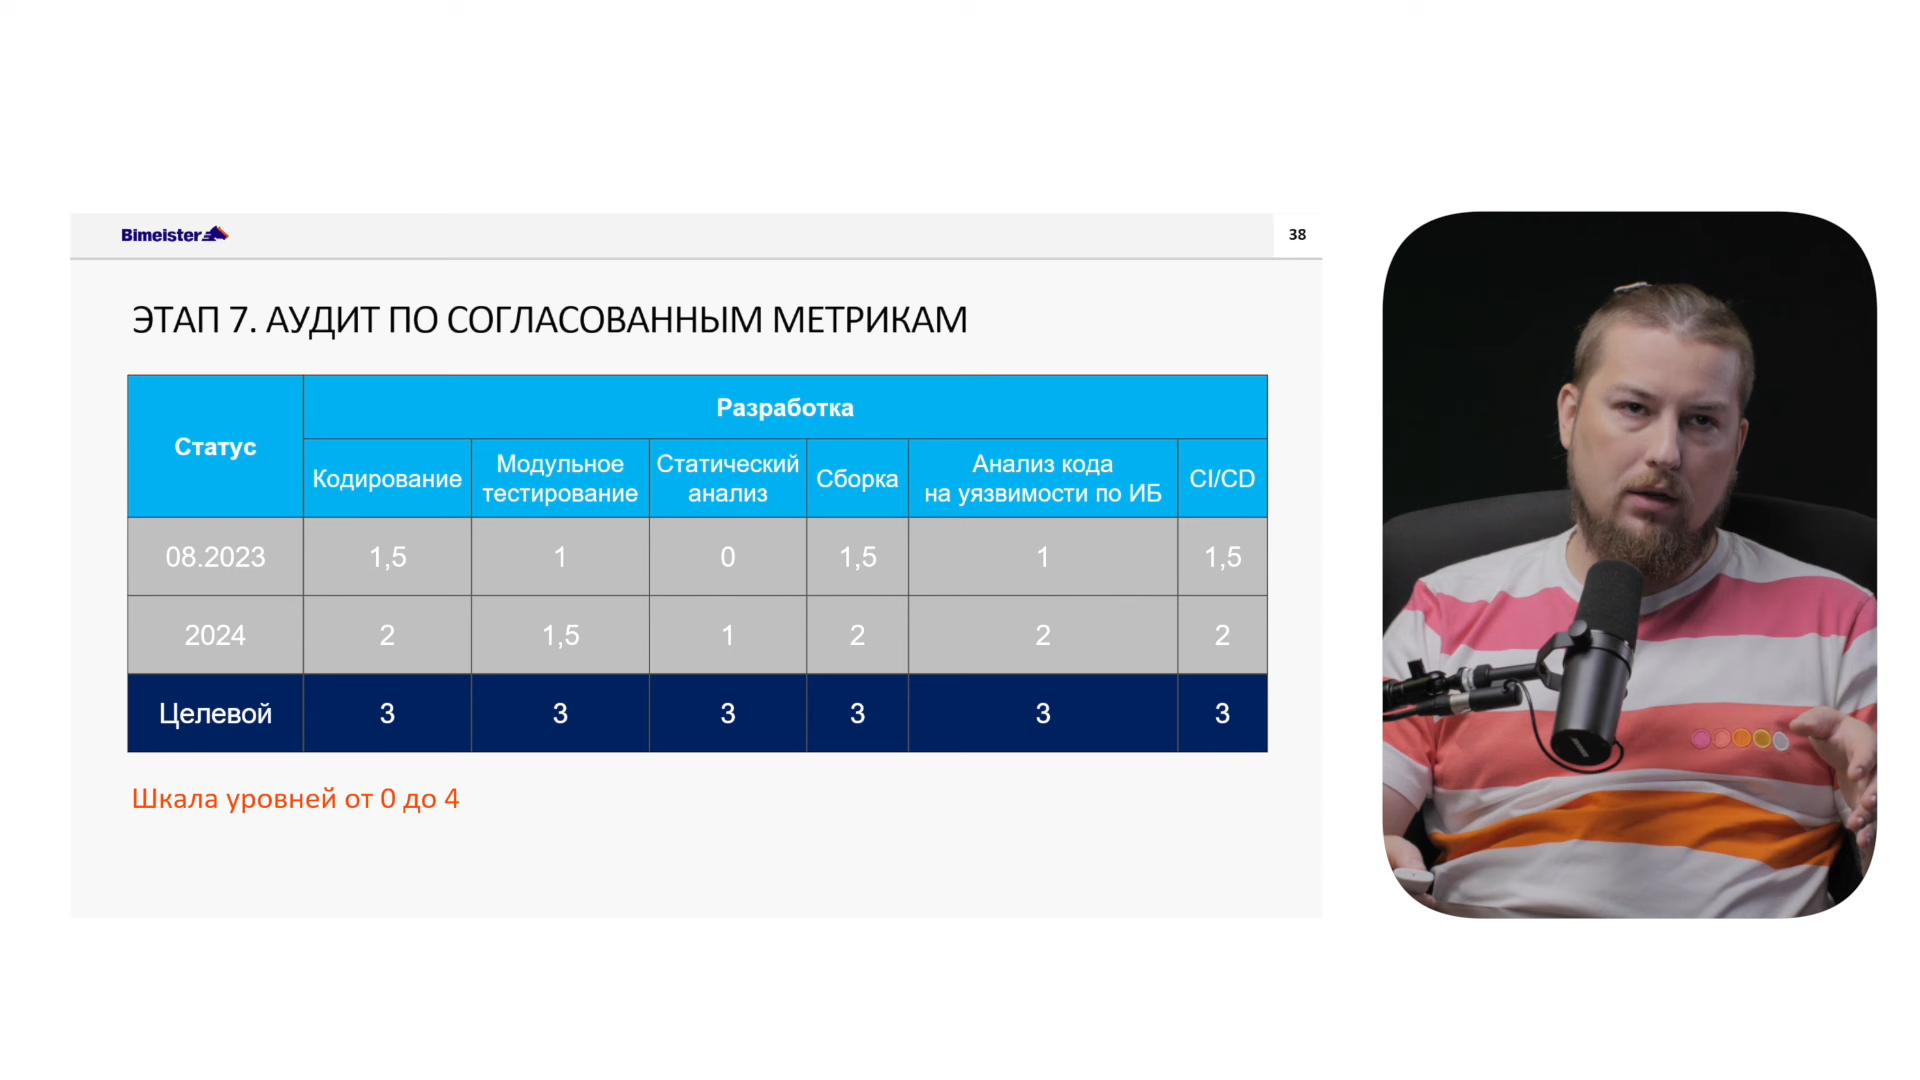 Bimeister
38
ЭТАП 7. АУДИТ ПО СОГЛАСОВАННЫМ МЕТРИКАМ
Статус
Разработка
Кодирование
Модульное
тестирование
Статический
анализ
Сборка
Анализ кода
на уязвимости по ИБ
CI/CD
08.2023 1,5 1 0 1,5 1 1,5
2024 2 1,5 1 2 2 2
Целевой 3 3 3 3 3 3
Шкала уровней от 0 до 4